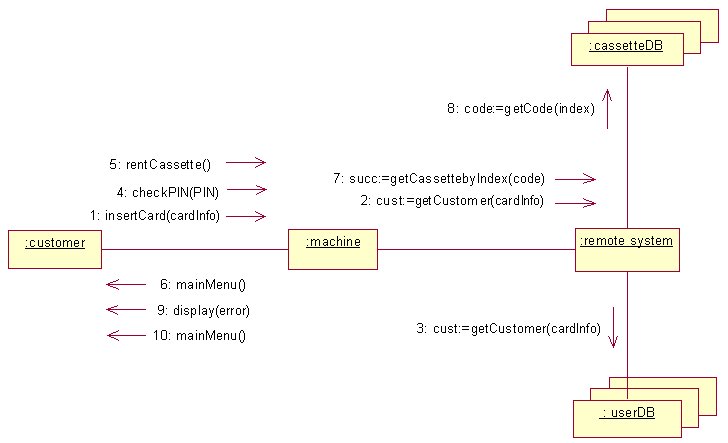 :cassetteDB
8: code:=getCode(index)
5: rentCassette()
7: succ:=getCassettebyIndex(code)
4: checkPIN(PIN)
2: cust:=getCustomer(cardInfo)
1: insertCard(cardInfo)
:customer
:machine
:remote system
6: mainMenu()
9: display(error)
3: cust:=getCustomer(cardInfo)
10: mainMenu()
: userDB